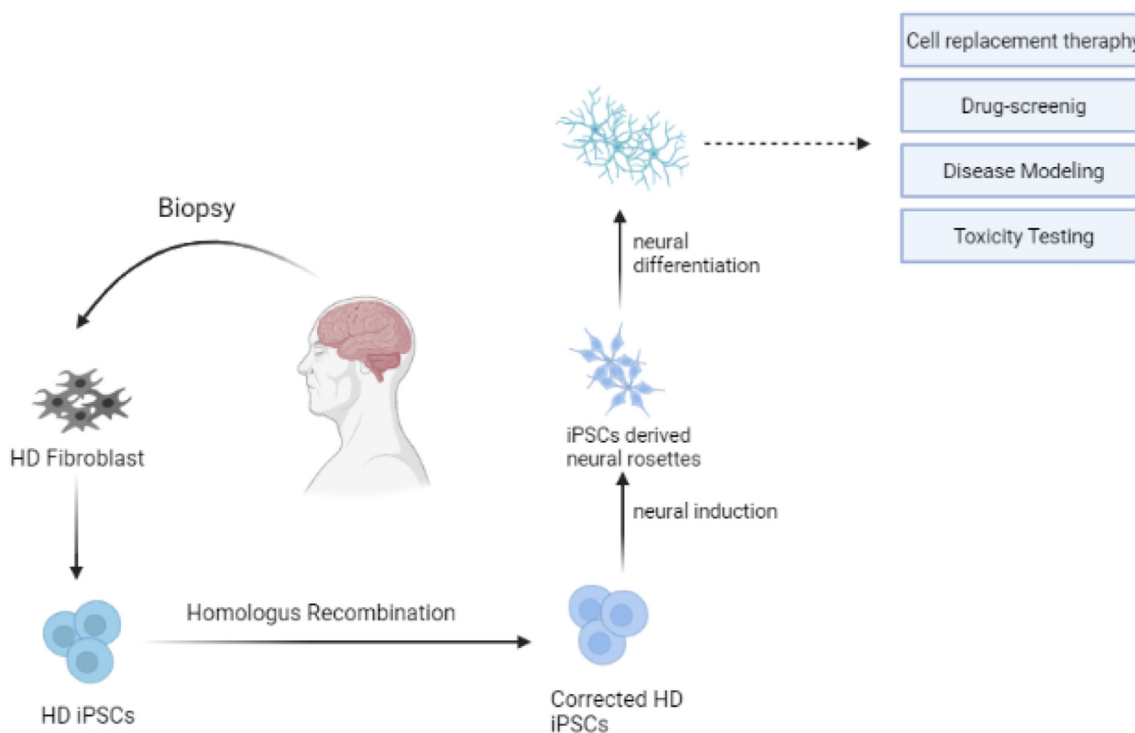 Biopsy
HD Fibroblast
HD iPSCs
Homologus Recombination
Corrected HD
iPSCs
neural induction
iPSCs derived
neural rosettes
neural
differentiation
Cell replacement theraphy
Drug-screenig
Disease Modeling
Toxicity Testing